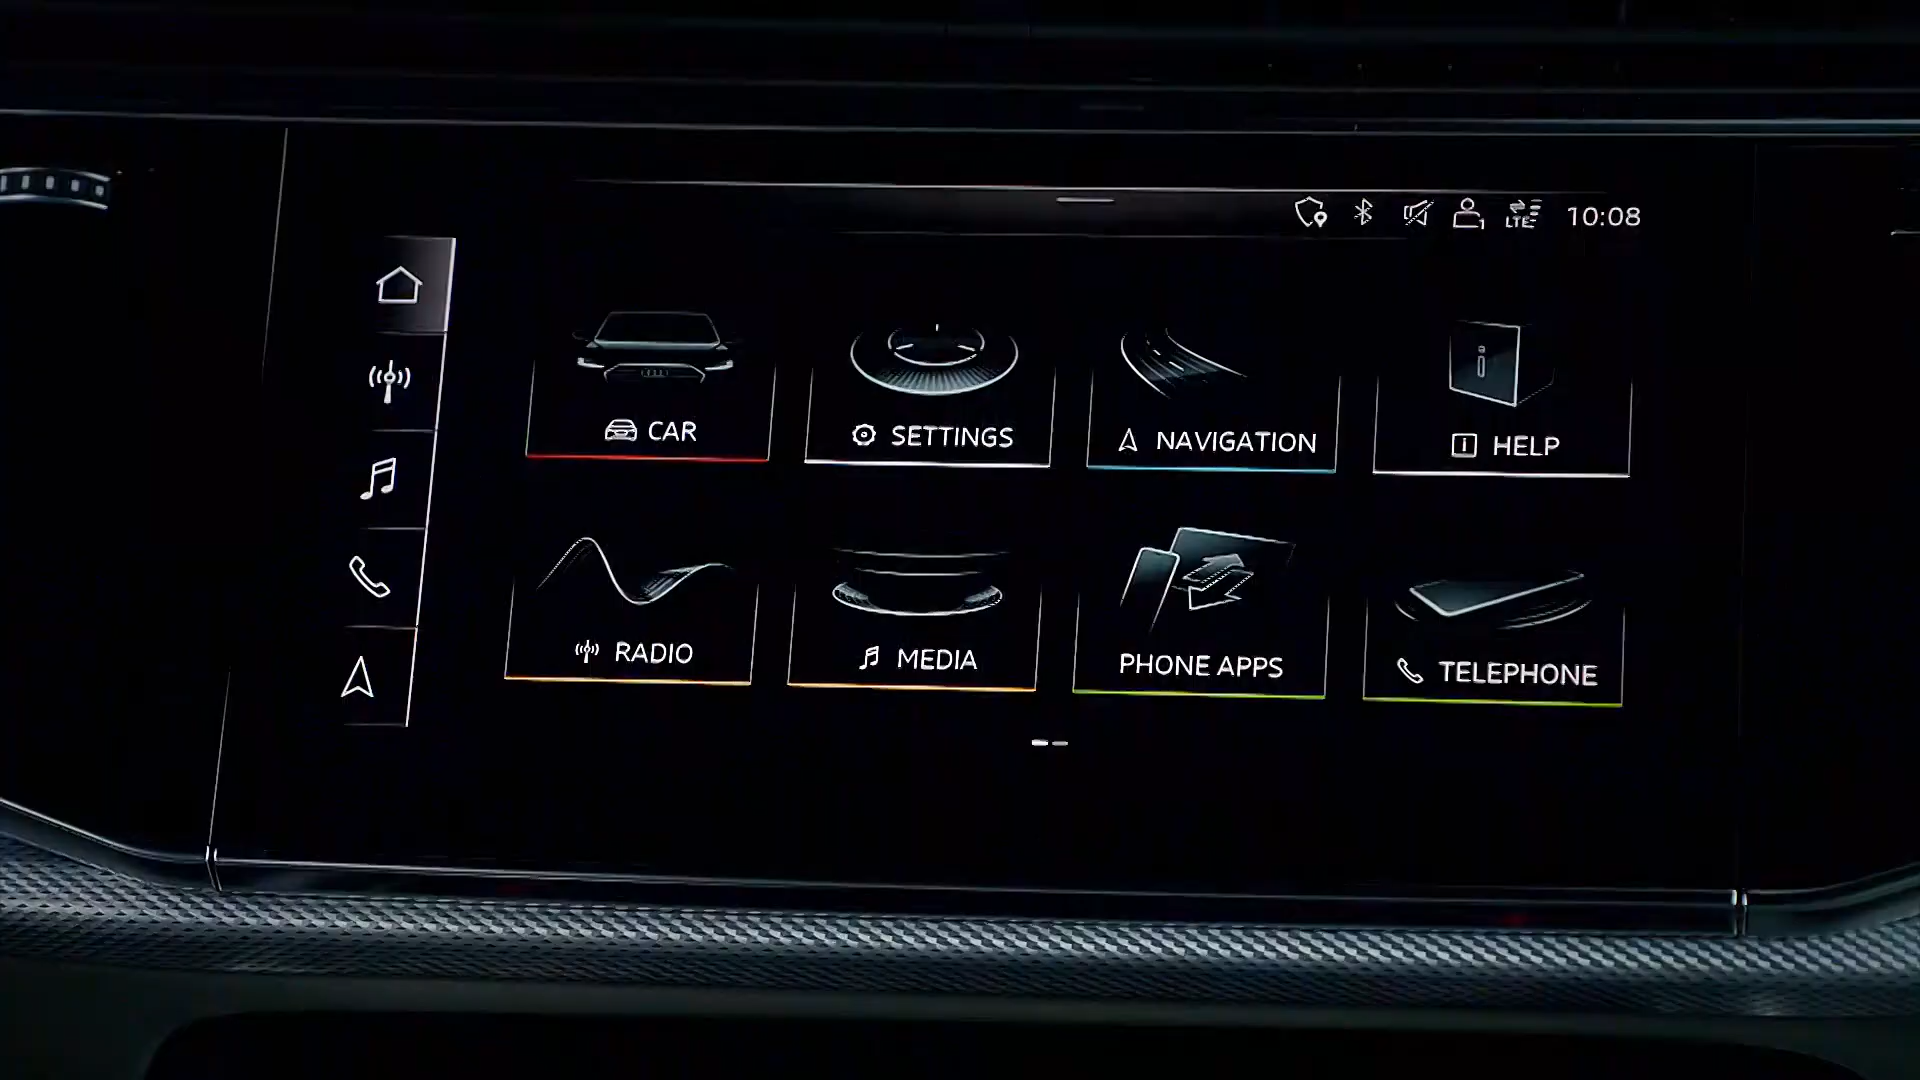 LTE 10:08
CAR SETTINGS NAVIGATION HELP
RADIO MEDIA PHONE APPS TELEPHONE